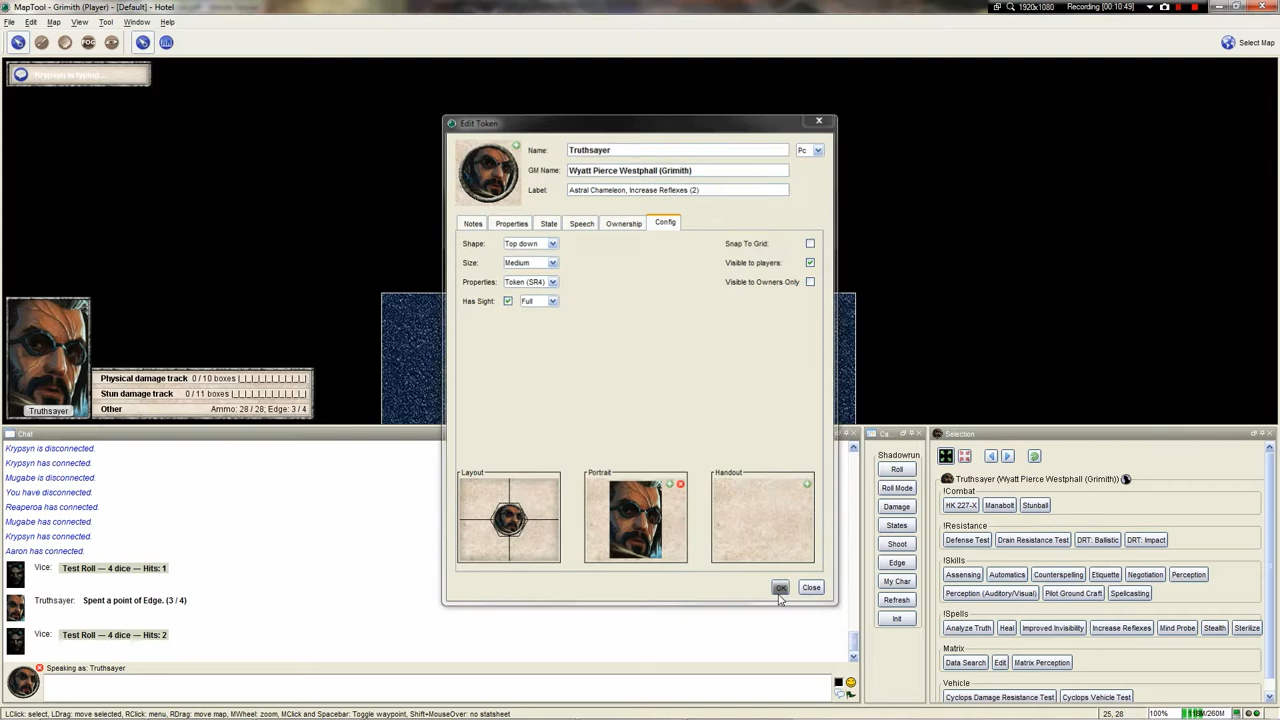 MapTool - Grimith (Player) - [Default] - Hotel
1920x1080
Recording [00:10:49]
File Edit Map View Tool Window Help
FOG
Select Map
Krypsyn is typing...
Edit Token
Name: Truthsayer Pc
GM Name: Wyatt Pierce Westphall (Grimith)
Label: Astral Chameleon, Increase Reflexes (2)
Notes Properties State Speech Ownership Config
Shape: Top down Snap To Grid:
Size: Medium Visible to players:
Properties: Token (SR4) Visible to Owners Only
Has Sight: Full
Layout Portrait Handout
OK Close
Truthsayer
Physical damage track 0 / 10 boxes
Stun damage track 0 / 11 boxes
Other Ammo: 28 / 28; Edge: 3 / 4
Chat
Krypsyn is disconnected.
Krypsyn has connected.
Mugabe is disconnected.
You have disconnected.
Reaperoa has connected.
Mugabe has connected.
Krypsyn has connected.
Aaron has connected.
Vice: Test Roll — 4 dice — Hits: 1
Truthsayer: Spent a point of Edge. (3 / 4)
Vice: Test Roll — 4 dice — Hits: 2
Speaking as: Truthsayer
Ca...
Shadowrun
Roll
Roll Mode
Damage
States
Shoot
Edge
My Char
Refresh
Init
Selection
Truthsayer (Wyatt Pierce Westphall (Grimith))
!Combat
HK 227-X Manabolt Stunball
!Resistance
Defense Test Drain Resistance Test DRT: Ballistic DRT: Impact
!Skills
Assensing Automatics Counterspelling Etiquette Negotiation Perception
Perception (Auditory/Visual) Pilot Ground Craft Spellcasting
!Spells
Analyze Truth Heal Improved Invisibility Increase Reflexes Mind Probe Stealth Sterilize
Matrix
Data Search Edit Matrix Perception
Vehicle
Cyclops Damage Resistance Test Cyclops Vehicle Test
LClick: select, LDrag: move selected, RClick: menu, RDrag: move map, MWheel: zoom, MClick and Spacebar: Toggle waypoint, Shift+MouseOver: no statsheet
25, 28 100%